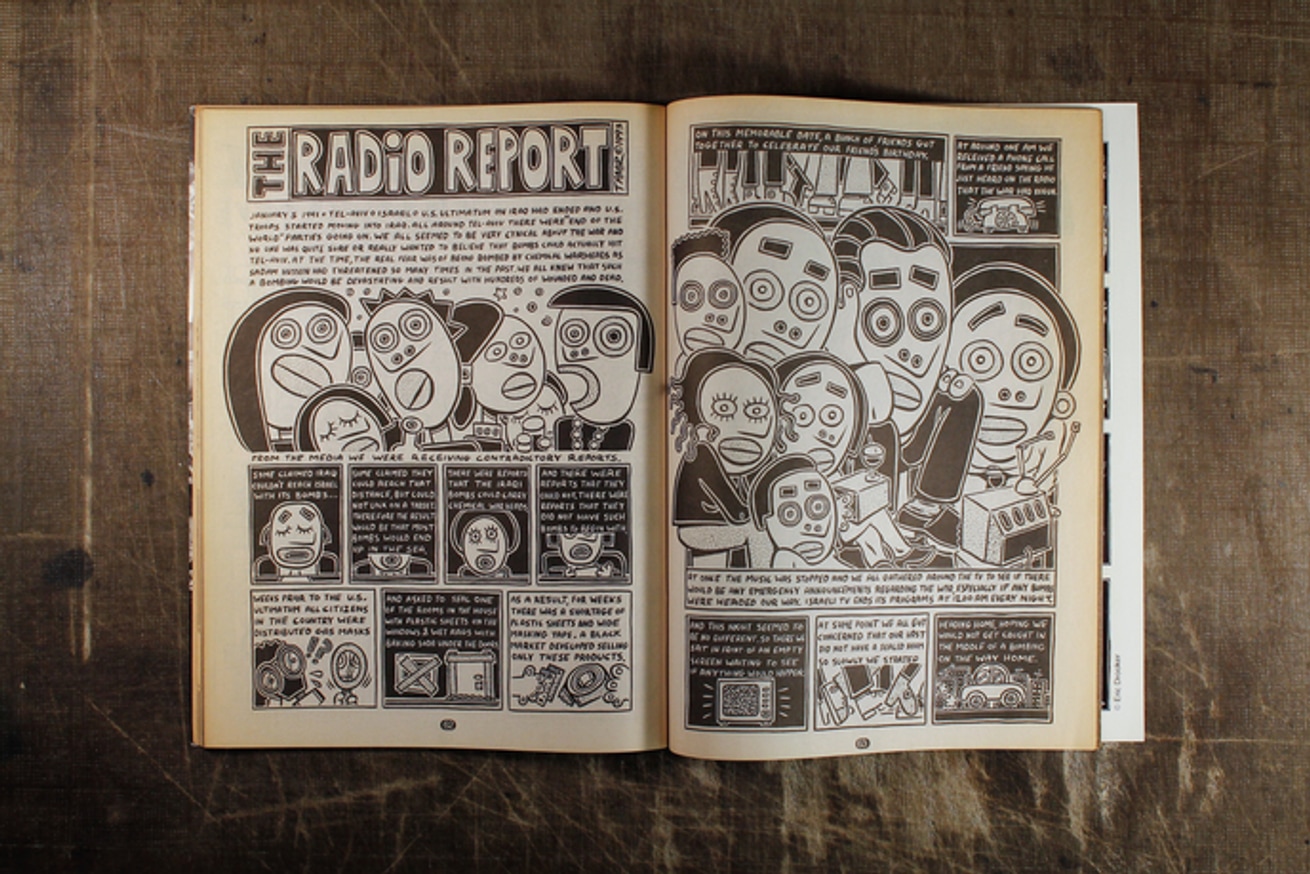 THE RADIO REPORT
TEL-AVIV ISRAEL U.S. ULTIMATUM ON IRAQ HAD ENDED AND U.S.
TROOPS STARTED MOVING INTO IRAQ. ALL AROUND TEL-AVIV THERE WERE "END OF THE
WORLD" PARTIES GOING ON. WE ALL SEEMED TO BE VERY CYNICAL ABOUT THE WAR AND
NO ONE WAS QUITE SURE OR REALLY WANTED TO BELIEVE THAT BOMBS COULD ACTUALLY HIT
TEL-AVIV. AT THE TIME, THE REAL FEAR WAS OF BEING BOMBED BY CHEMICAL WARHEADS AS
SADAM HUSSEIN HAD THREATENED SO MANY TIMES IN THE PAST. WE ALL KNEW THAT SUCH
A BOMBING WOULD BE DEVASTATING AND RESULT WITH HUNDREDS OF WOUNDED AND DEAD.
FROM THE MEDIA WE WERE RECEIVING CONTRADICTORY REPORTS.
SOME CLAIMED IRAQ
COULDN'T REACH ISRAEL
WITH ITS BOMBS...
SOME CLAIMED THEY
COULD REACH THAT
DISTANCE, BUT COULD
NOT LOCK ON A TARGET.
THEREFORE THE RESULT
WOULD BE THAT MOST
BOMBS WOULD END
UP IN THE SEA.
THERE WERE REPORTS
THAT THE IRAQI
BOMBS COULD CARRY
CHEMICAL WARHEADS
AND THERE WERE
REPORTS THAT THEY
COULD NOT, THERE WERE
REPORTS THAT THEY
DID NOT HAVE SUCH
BOMBS TO BEGIN WITH
WEEKS PRIOR TO THE U.S.
ULTIMATUM ALL CITIZENS
IN THE COUNTRY WERE
DISTRIBUTED GAS MASKS
AND ASKED TO SEAL ONE
OF THE ROOMS IN THE HOUSE
WITH PLASTIC SHEETS ON THE
WINDOWS & WET RAGS WITH
BAKING SODA UNDER THE DOORS
AS A RESULT, FOR WEEKS
THERE WAS A SHORTAGE OF
PLASTIC SHEETS AND WIDE
MASKING TAPE. A BLACK
MARKET DEVELOPED SELLING
ONLY THESE PRODUCTS.
ON THIS MEMORABLE DATE, A BUNCH OF FRIENDS GOT
TOGETHER TO CELEBRATE OUR FRIENDS BIRTHDAY.
AT AROUND ONE AM WE
RECEIVED A PHONE CALL
FROM A FRIEND SAYING HE
JUST HEARD ON THE RADIO
THAT THE WAR HAD BEGUN.
AT ONCE THE MUSIC WAS STOPPED AND WE ALL GATHERED AROUND THE TV TO SEE IF THERE
WOULD BE ANY EMERGENCY ANNOUNCEMENTS REGARDING THE WAR, ESPECIALLY IF ANY BOMBS
WERE HEADED OUR WAY. ISRAELI TV ENDS ITS PROGRAMS AT 12.00 AM EVERY NIGHT,
AND THIS NIGHT SEEMED TO
BE NO DIFFERENT. SO THERE WE
SAT IN FRONT OF AN EMPTY
SCREEN WAITING TO SEE
IF ANYTHING WOULD HAPPEN.
AT SOME POINT WE ALL GOT
CONCERNED THAT OUR HOST
DID NOT HAVE A SEALED ROOM
SO SLOWLY WE STARTED
HEADING HOME, HOPING WE
WOULD NOT GET CAUGHT IN
THE MIDDLE OF A BOMBING
ON THE WAY HOME.
© Eric Drooker